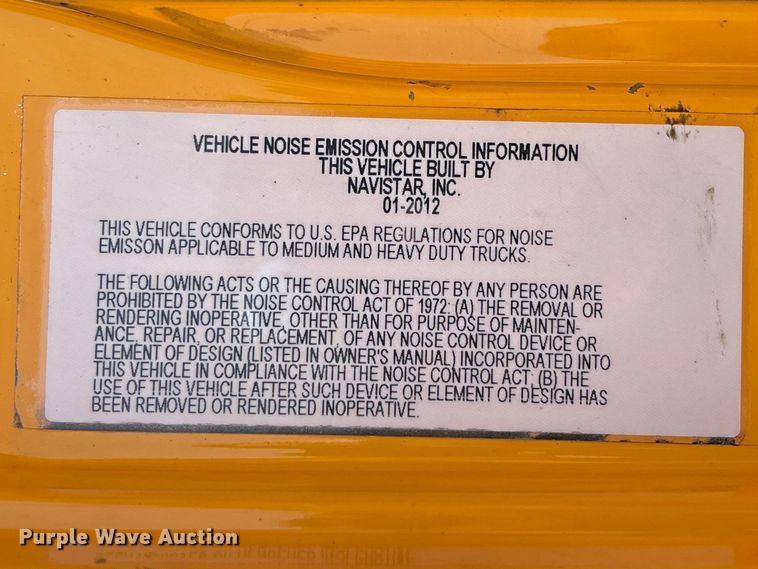 VEHICLE NOISE EMISSION CONTROL INFORMATION
THIS VEHICLE BUILT BY
NAVISTAR, INC.
01-2012
THIS VEHICLE CONFORMS TO U.S. EPA REGULATIONS FOR NOISE
EMISSON APPLICABLE TO MEDIUM AND HEAVY DUTY TRUCKS.
THE FOLLOWING ACTS OR THE CAUSING THEREOF BY ANY PERSON ARE
PROHIBITED BY THE NOISE CONTROL ACT OF 1972; (A) THE REMOVAL OR
RENDERING INOPERATIVE, OTHER THAN FOR PURPOSE OF MAINTEN-
ANCE, REPAIR, OR REPLACEMENT, OF ANY NOISE CONTROL DEVICE OR
ELEMENT OF DESIGN (LISTED IN OWNER'S MANUAL) INCORPORATED INTO
THIS VEHICLE IN COMPLIANCE WITH THE NOISE CONTROL ACT; (B) THE
USE OF THIS VEHICLE AFTER SUCH DEVICE OR ELEMENT OF DESIGN HAS
BEEN REMOVED OR RENDERED INOPERATIVE.
Purple Wave Auction